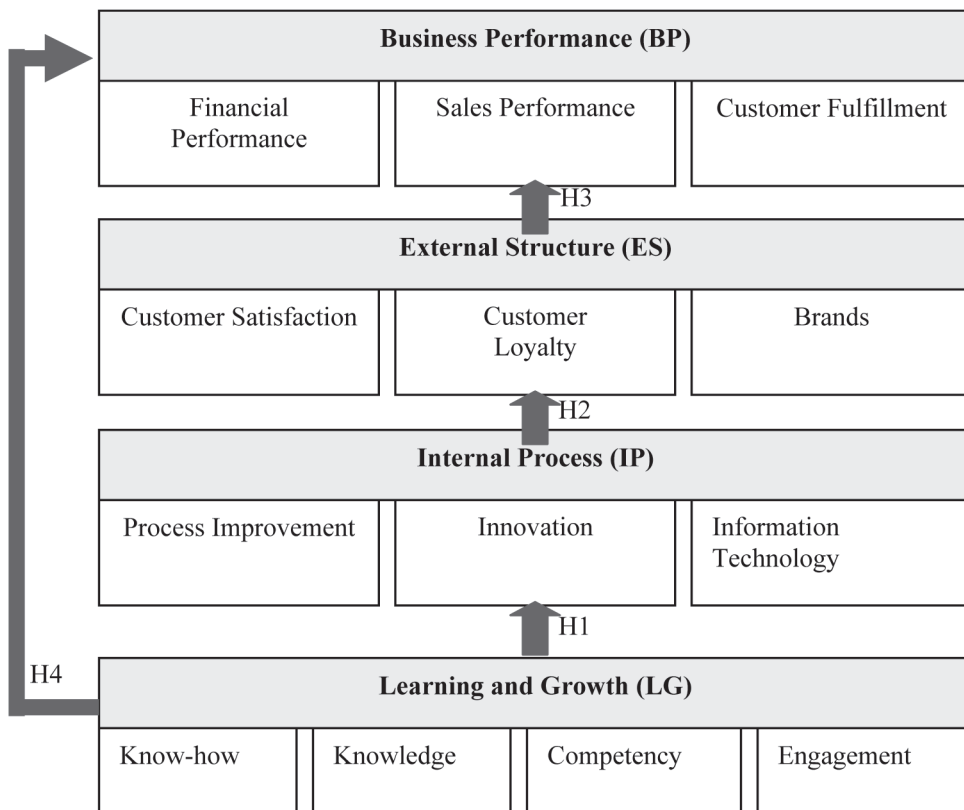 Business Performance (BP)
Financial
Performance
Sales Performance
Customer Fulfillment
H3
External Structure (ES)
Customer Satisfaction
Customer
Loyalty
Brands
H2
Internal Process (IP)
Process Improvement
Innovation
Information
Technology
H1
H4
Learning and Growth (LG)
Know-how
Knowledge
Competency
Engagement